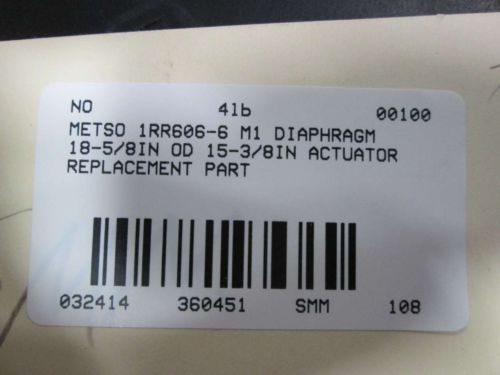 NO 4lb 00100
METSO 1RR606-6 M1 DIAPHRAGM
18-5/8IN OD 15-3/8IN ACTUATOR
REPLACEMENT PART
032414 360451 SMM 108